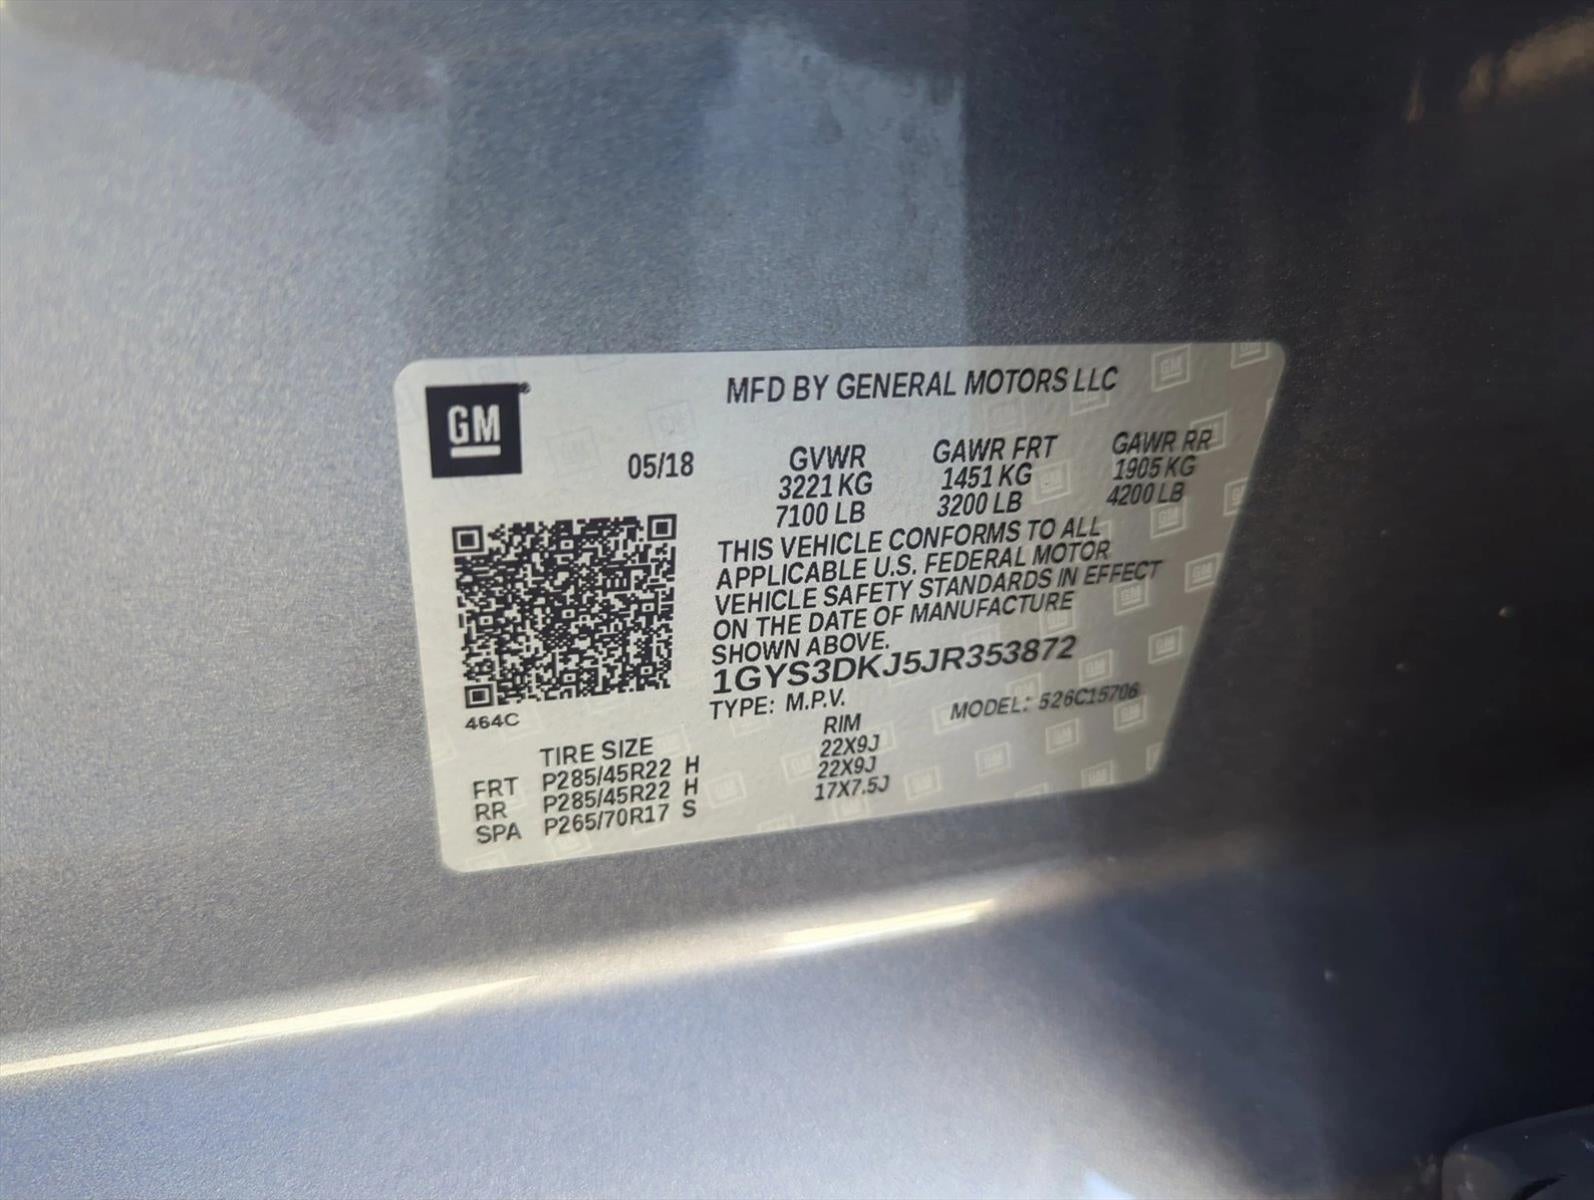 GM
MFD BY GENERAL MOTORS LLC
05/18
GVWR GAWR FRT GAWR RR
3221 KG 1451 KG 1905 KG
7100 LB 3200 LB 4200 LB
THIS VEHICLE CONFORMS TO ALL
APPLICABLE U.S. FEDERAL MOTOR
VEHICLE SAFETY STANDARDS IN EFFECT
ON THE DATE OF MANUFACTURE
SHOWN ABOVE.
1GYS3DKJ5JR353872
TYPE: M.P.V. MODEL: 526C15706
464C
TIRE SIZE RIM
FRT P285/45R22 H 22X9J
RR P285/45R22 H 22X9J
SPA P265/70R17 S 17X7.5J